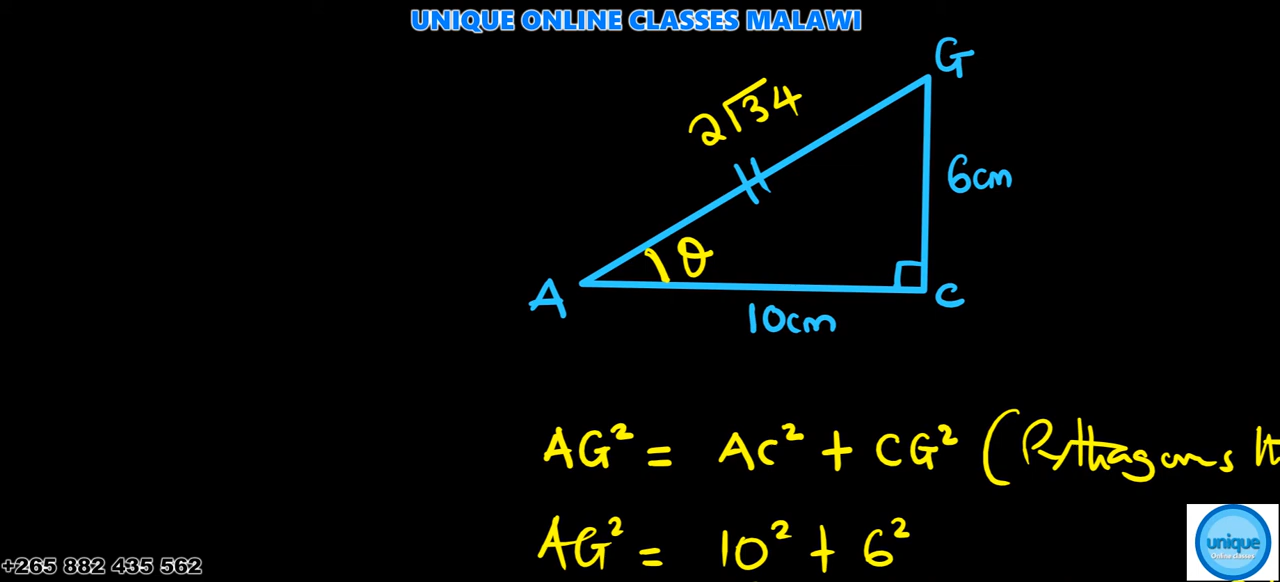 UNIQUE ONLINE CLASSES MALAWI
G
2√34
6cm
θ
A
C
10cm
AG² = AC² + CG² (Pythagoras
AG² = 10² + 6²
unique
Online classes
+265 882 435 562